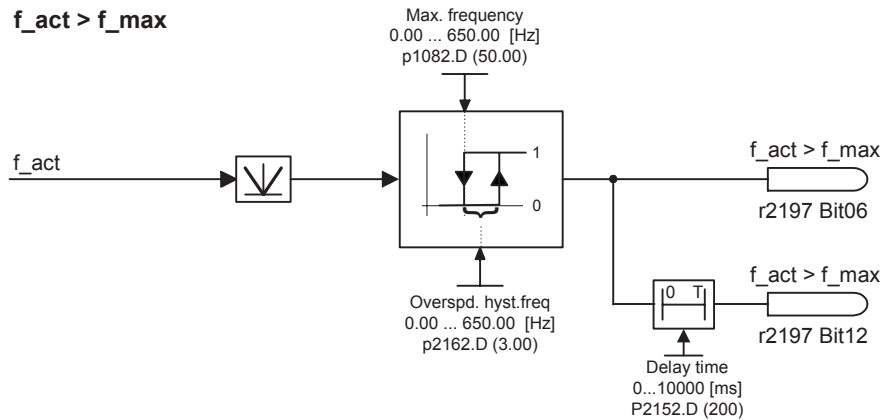 f_act > f_max
Max. frequency
0.00 ... 650.00 [Hz]
p1082.D (50.00)
f_act
1
0
f_act > f_max
r2197 Bit06
Overspd. hyst.freq
0.00 ... 650.00 [Hz]
p2162.D (3.00)
0 T
f_act > f_max
r2197 Bit12
Delay time
0...10000 [ms]
P2152.D (200)